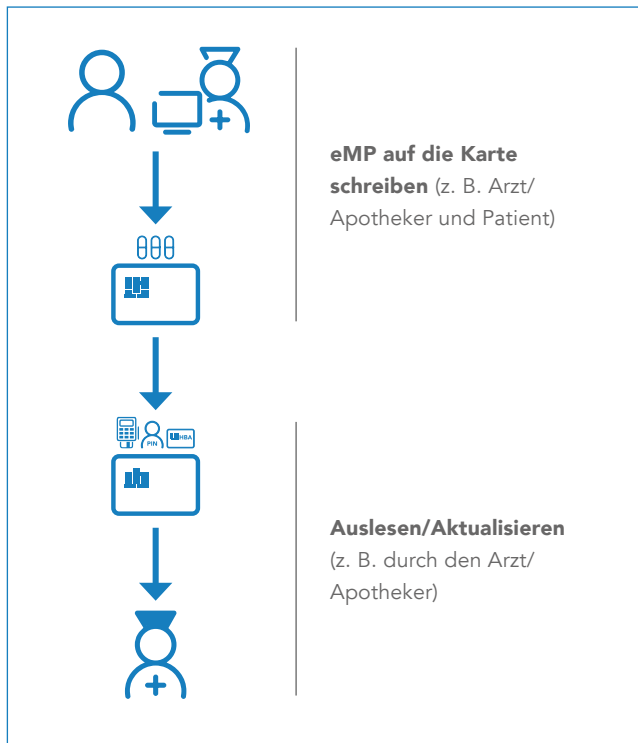 eMP auf die Karte
schreiben (z. B. Arzt/
Apotheker und Patient)
PIN
HBA
Auslesen/Aktualisieren
(z. B. durch den Arzt/
Apotheker)